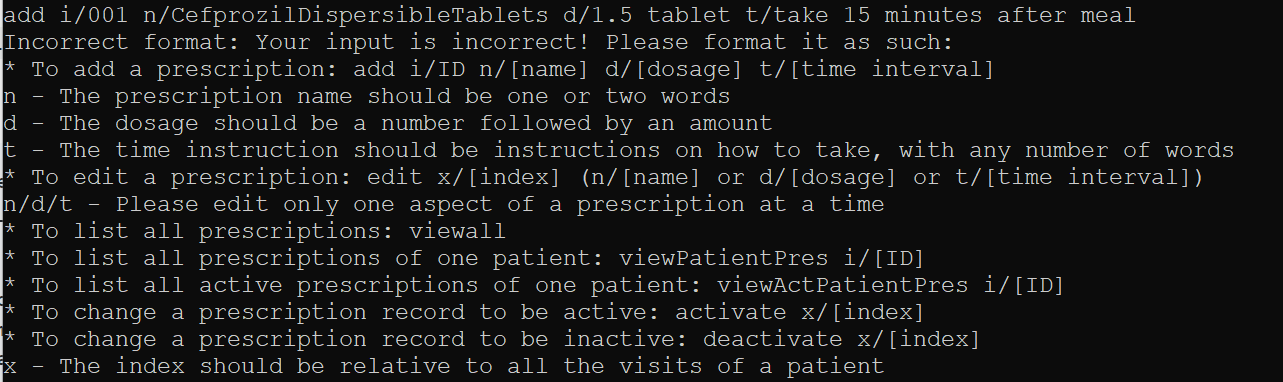 add i/001 n/CefprozilDispersibleTablets d/1.5 tablet t/take 15 minutes after meal
Incorrect format: Your input is incorrect! Please format it as such:
* To add a prescription: add i/ID n/[name] d/[dosage] t/[time interval]
n - The prescription name should be one or two words
d - The dosage should be a number followed by an amount
t - The time instruction should be instructions on how to take, with any number of words
* To edit a prescription: edit x/[index] (n/[name] or d/[dosage] or t/[time interval])
n/d/t - Please edit only one aspect of a prescription at a time
* To list all prescriptions: viewall
* To list all prescriptions of one patient: viewPatientPres i/[ID]
* To list all active prescriptions of one patient: viewActPatientPres i/[ID]
* To change a prescription record to be active: activate x/[index]
* To change a prescription record to be inactive: deactivate x/[index]
x - The index should be relative to all the visits of a patient